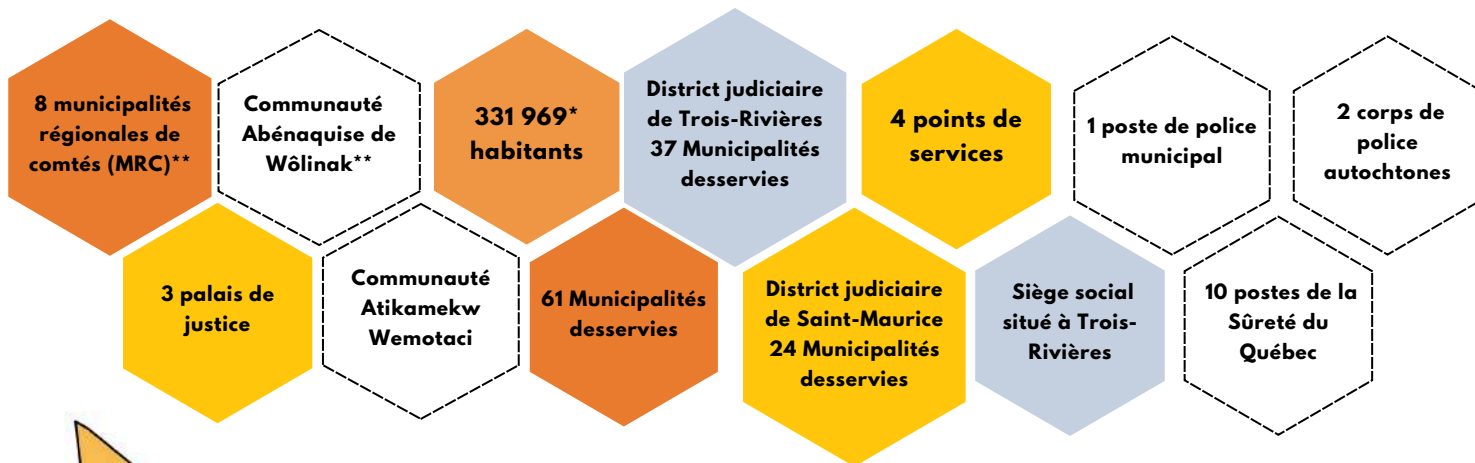 8 municipalités
régionales de
comtés (MRC)**
Communauté
Abénaquise de
Wôlinak**
331 969*
habitants
District judiciaire
de Trois-Rivières
37 Municipalités
desservies
4 points de
services
1 poste de police
municipal
2 corps de
police
autochtones
3 palais de
justice
Communauté
Atikamekw
Wemotaci
61 Municipalités
desservies
District judiciaire
de Saint-Maurice
24 Municipalités
desservies
Siège social
situé à Trois-
Rivières
10 postes de la
Sûreté du
Québec